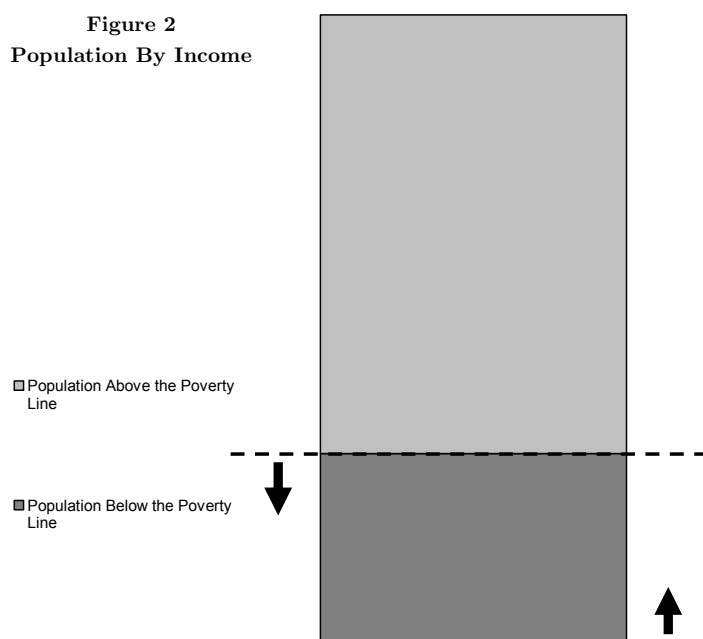 Figure 2
Population By Income
Population Above the Poverty
Line
Population Below the Poverty
Line